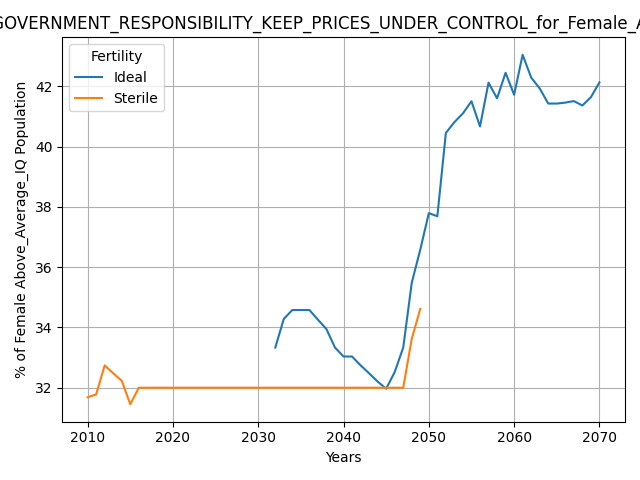 GOVERNMENT_RESPONSIBILITY_KEEP_PRICES_UNDER_CONTROL_for_Female_A
Fertility
Ideal
Sterile
% of Female Above_Average_IQ Population
42
40
38
36
34
32
2010 2020 2030 2040 2050 2060 2070
Years